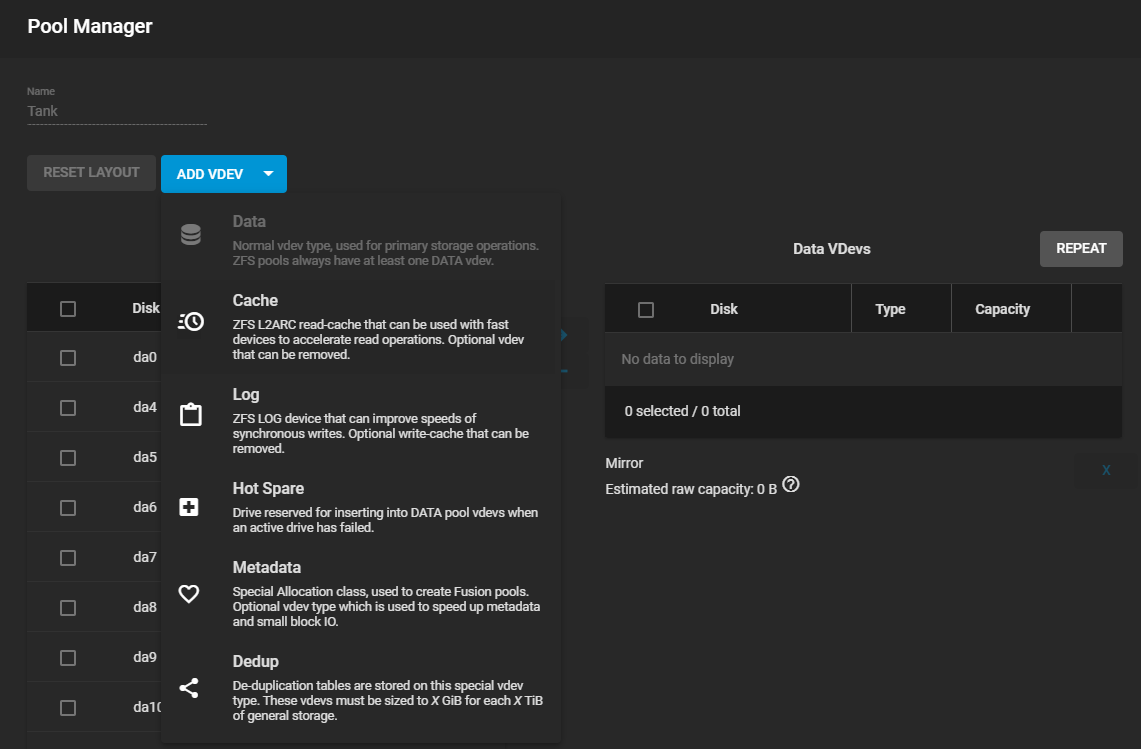 Pool Manager
Name
Tank
RESET LAYOUT
ADD VDEV
Data
Normal vdev type, used for primary storage operations.
ZFS pools always have at least one DATA vdev.
Cache
ZFS L2ARC read-cache that can be used with fast
devices to accelerate read operations. Optional vdev
that can be removed.
Log
ZFS LOG device that can improve speeds of
synchronous writes. Optional write-cache that can be
removed.
Hot Spare
Drive reserved for inserting into DATA pool vdevs when
an active drive has failed.
Metadata
Special Allocation class, used to create Fusion pools.
Optional vdev type which is used to speed up metadata
and small block IO.
Dedup
De-duplication tables are stored on this special vdev
type. These vdevs must be sized to X GiB for each X TiB
of general storage.
Disk
da0
da4
da5
da6
da7
da8
da9
da10
Data VDevs
REPEAT
Disk Type Capacity
No data to display
0 selected / 0 total
Mirror
X
Estimated raw capacity: 0 B ?